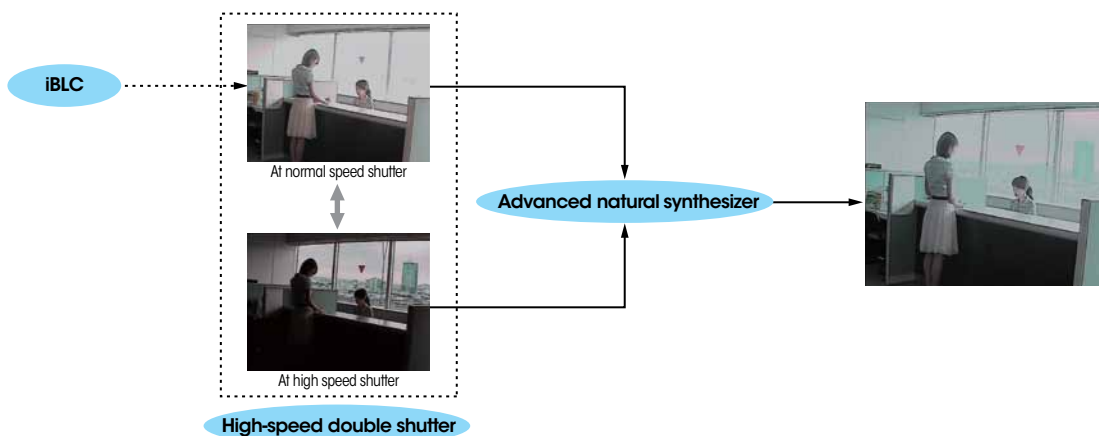 iBLC
At normal speed shutter
Advanced natural synthesizer
At high speed shutter
High-speed double shutter